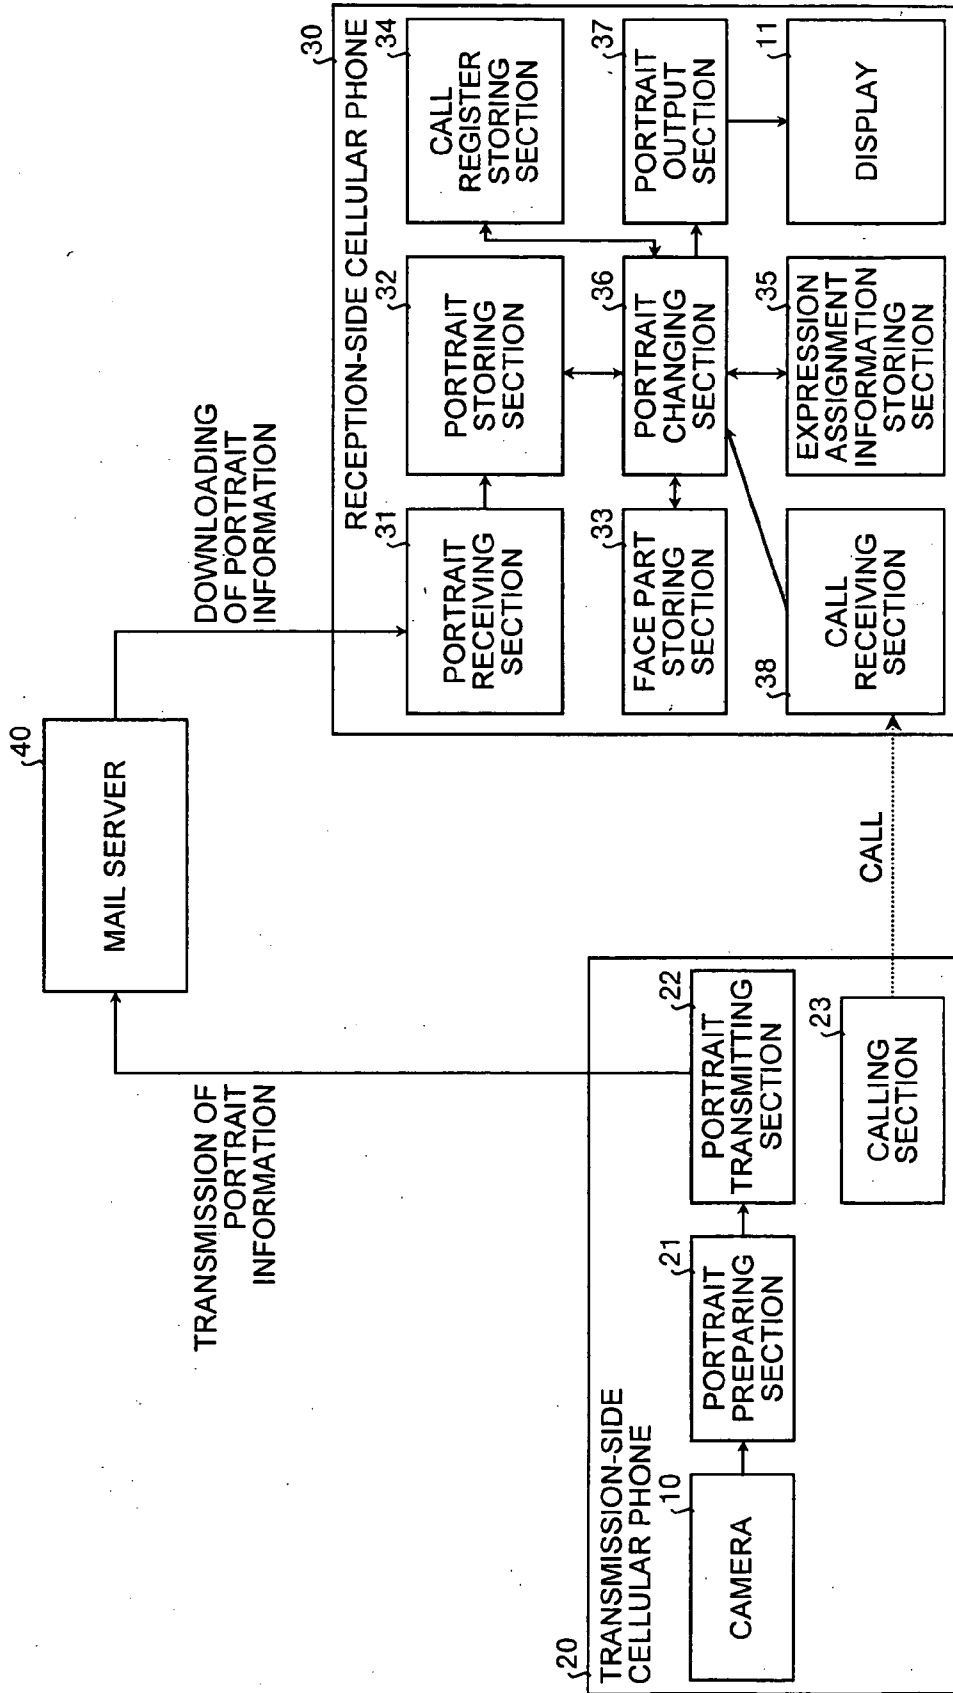 40
MAIL SERVER
TRANSMISSION OF
PORTRAIT
INFORMATION
DOWNLOADING
OF PORTRAIT
INFORMATION
20
TRANSMISSION-SIDE
CELLULAR PHONE
10
CAMERA
21
PORTRAIT
PREPARING
SECTION
22
PORTRAIT
TRANSMITTING
SECTION
23
CALLING
SECTION
CALL
30
RECEPTION-SIDE CELLULAR PHONE
31
PORTRAIT
RECEIVING
SECTION
32
PORTRAIT
STORING
SECTION
34
CALL
REGISTER
STORING
SECTION
33
FACE PART
STORING
SECTION
36
PORTRAIT
CHANGING
SECTION
37
PORTRAIT
OUTPUT
SECTION
38
CALL
RECEIVING
SECTION
35
EXPRESSION
ASSIGNMENT
INFORMATION
STORING
SECTION
11
DISPLAY